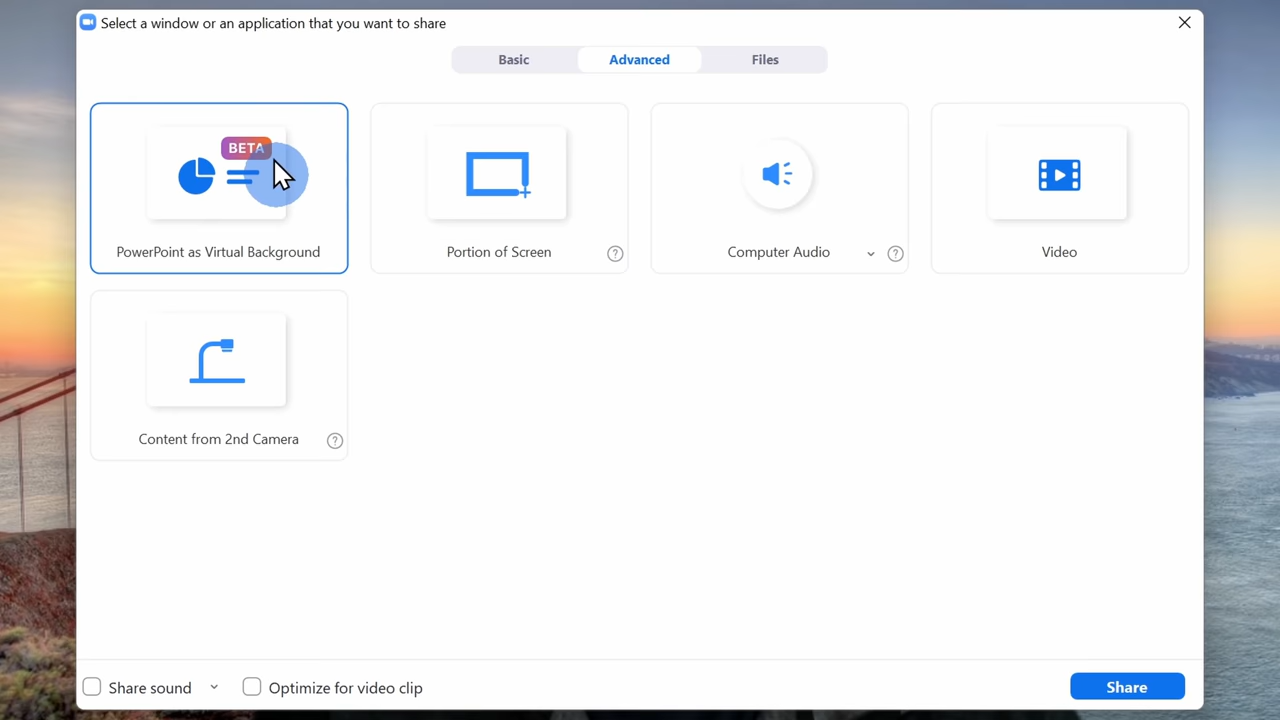 Select a window or an application that you want to share
Basic
Advanced
Files
BETA
PowerPoint as Virtual Background
Portion of Screen
?
Computer Audio
?
Video
Content from 2nd Camera
?
Share sound
Optimize for video clip
Share